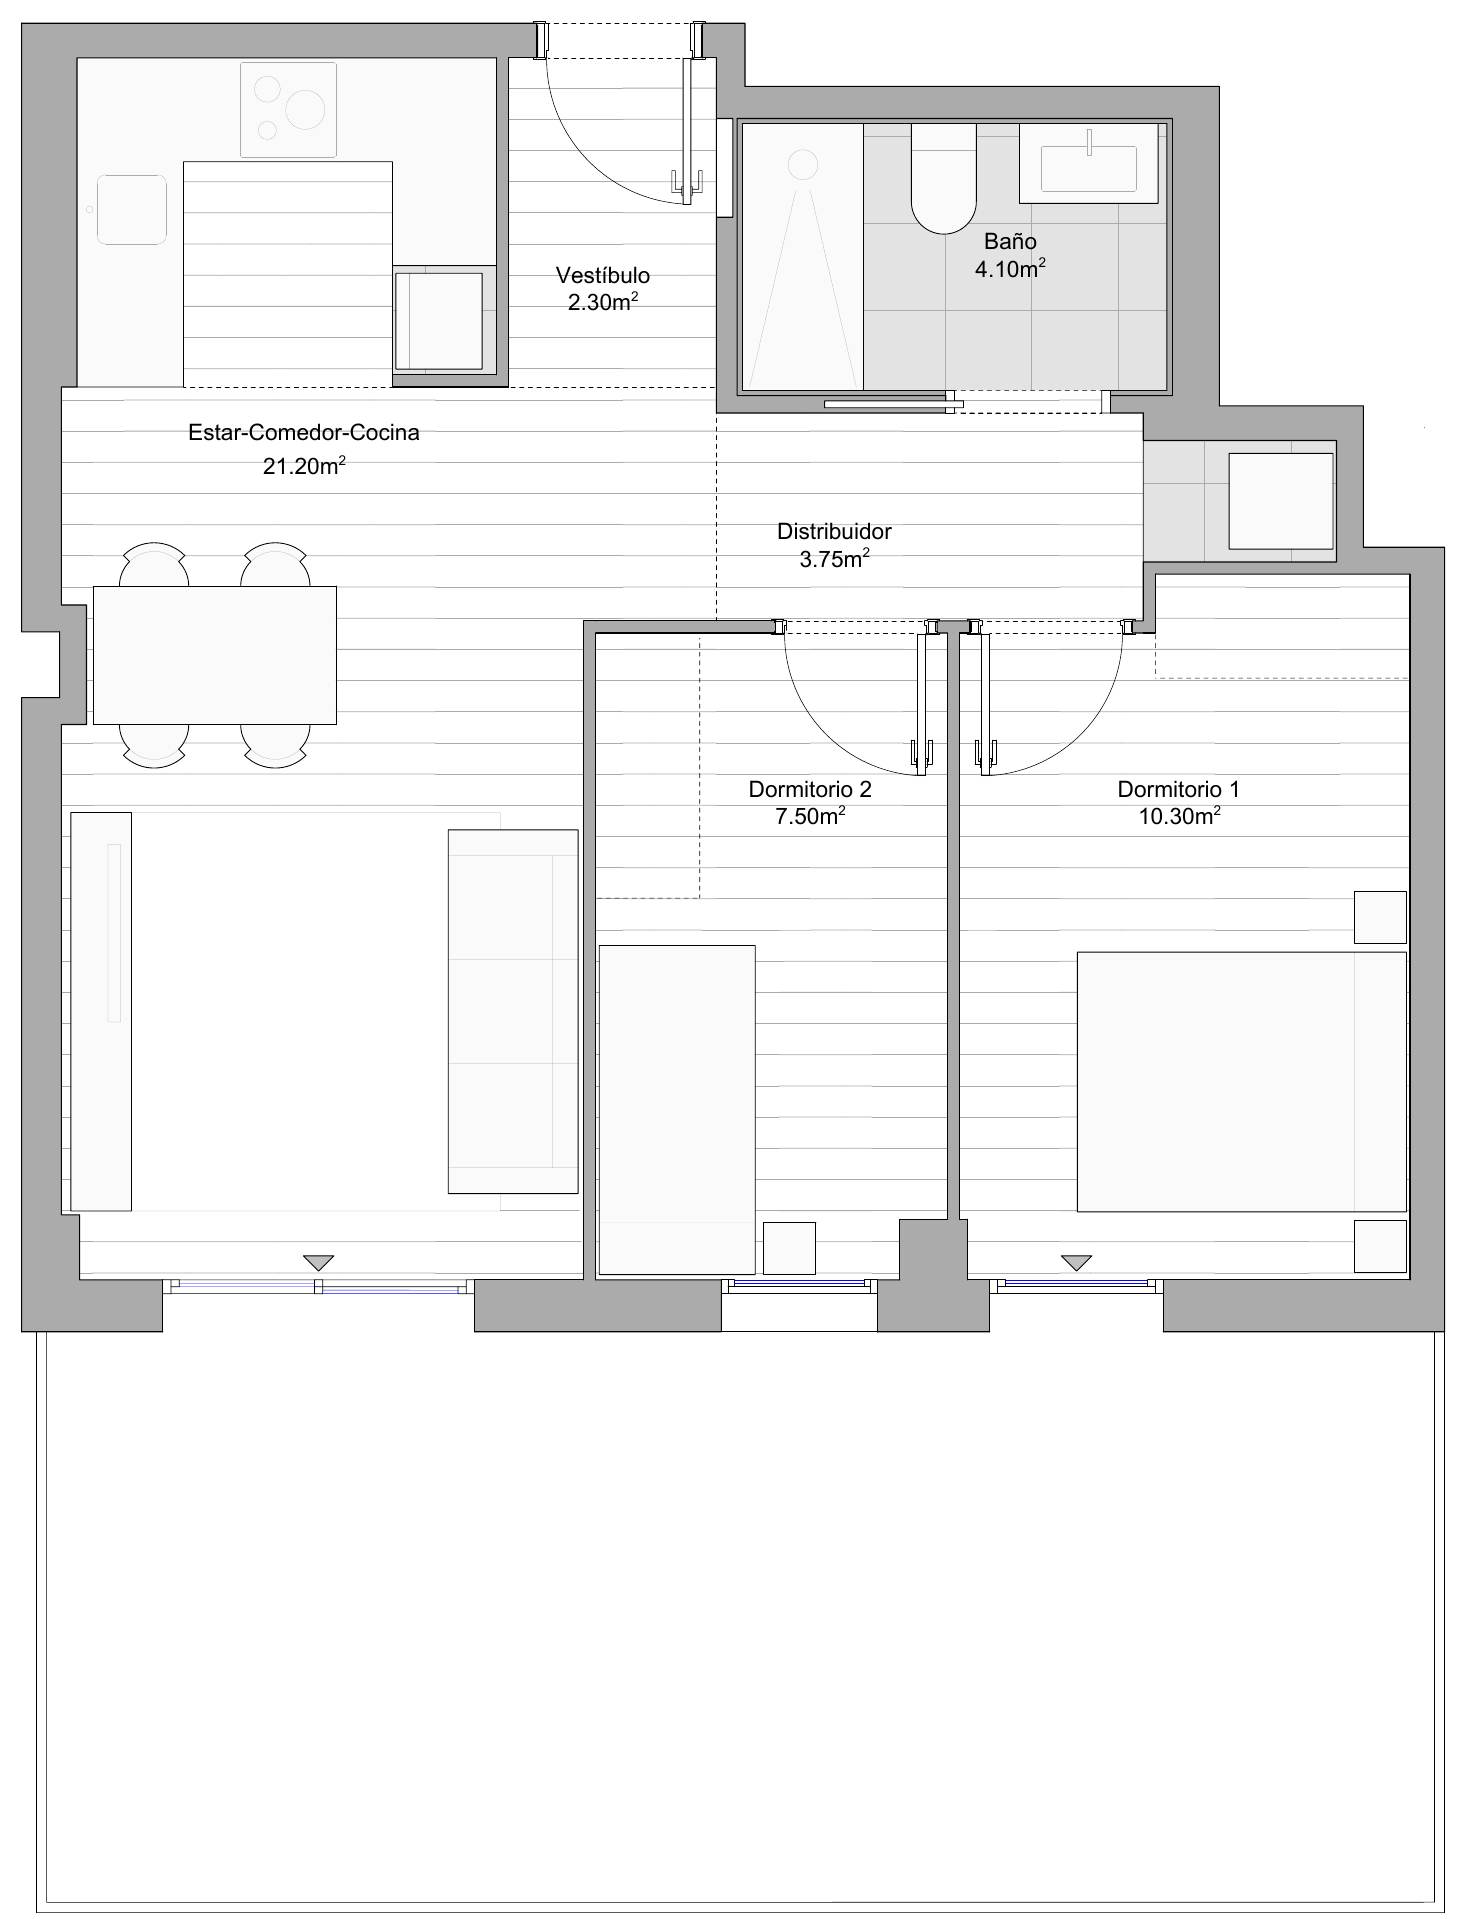 Baño
4.10m²
Vestíbulo
2.30m²
Estar-Comedor-Cocina
21.20m²
Distribuidor
3.75m²
Dormitorio 2
7.50m²
Dormitorio 1
10.30m²